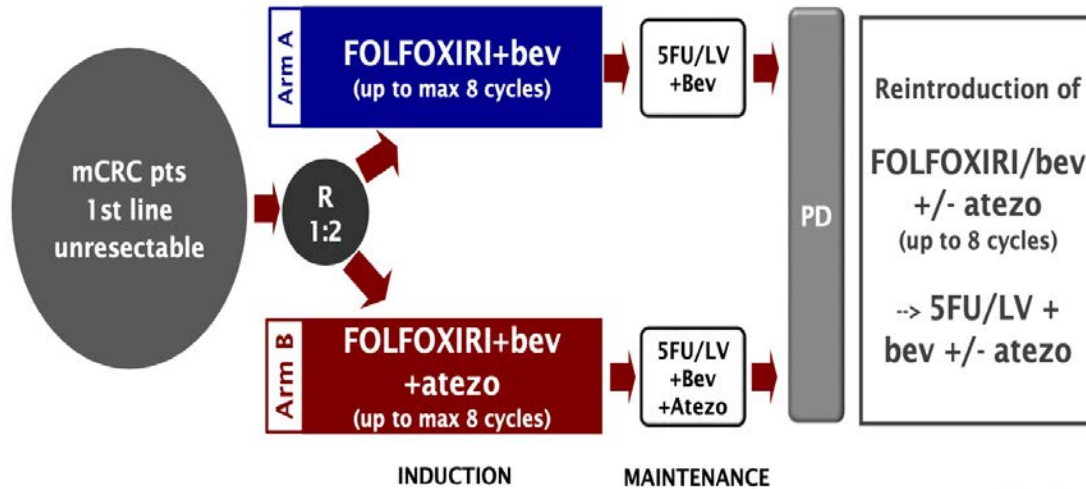 mCRC pts
1st line
unresectable
R
1:2
Arm A
FOLFOXIRI+bev
(up to max 8 cycles)
5FU/LV
+Bev
Arm B
FOLFOXIRI+bev
+atezo
(up to max 8 cycles)
5FU/LV
+Bev
+Atezo
INDUCTION
MAINTENANCE
PD
Reintroduction of
FOLFOXIRI/bev
+/- atezo
(up to 8 cycles)
--> 5FU/LV +
bev +/- atezo